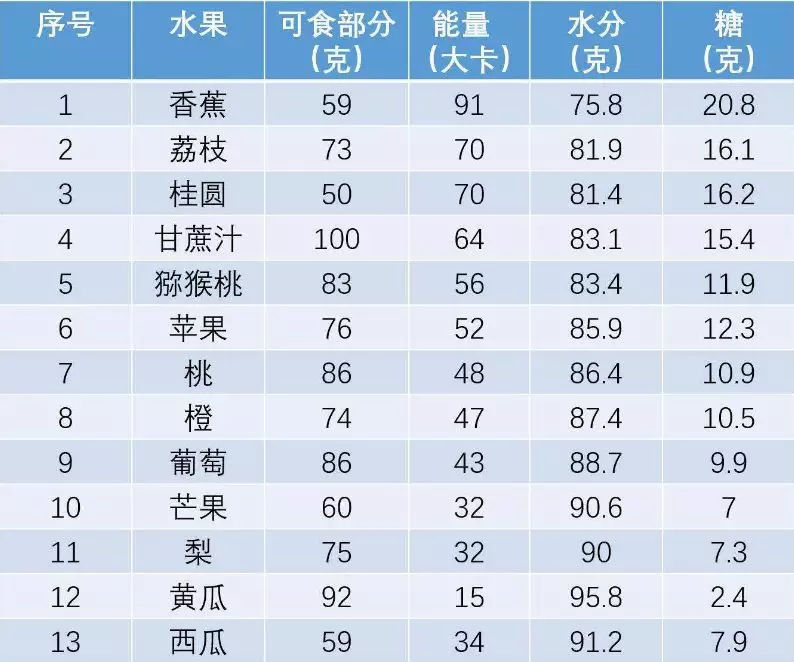 序号 水果 可食部分（克） 能量（大卡） 水分（克） 糖（克）
1 香蕉 59 91 75.8 20.8
2 荔枝 73 70 81.9 16.1
3 桂圆 50 70 81.4 16.2
4 甘蔗汁 100 64 83.1 15.4
5 猕猴桃 83 56 83.4 11.9
6 苹果 76 52 85.9 12.3
7 桃 86 48 86.4 10.9
8 橙 74 47 87.4 10.5
9 葡萄 86 43 88.7 9.9
10 芒果 60 32 90.6 7
11 梨 75 32 90 7.3
12 黄瓜 92 15 95.8 2.4
13 西瓜 59 34 91.2 7.9